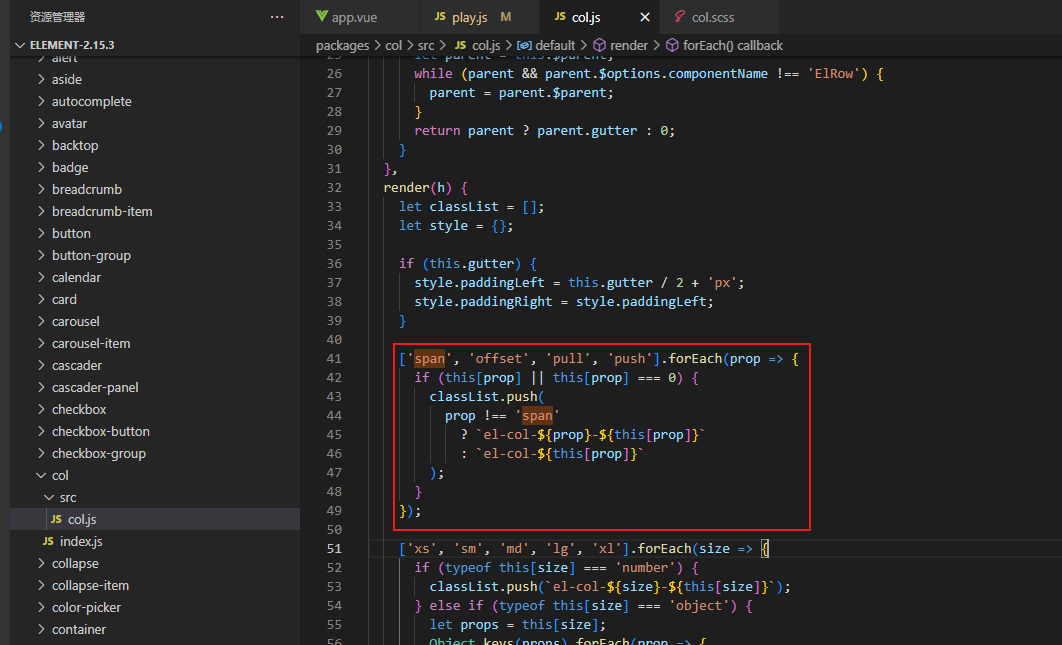 资源管理器 ···
ELEMENT-2.15.3
alert
aside
autocomplete
avatar
backtop
badge
breadcrumb
breadcrumb-item
button
button-group
calendar
card
carousel
carousel-item
cascader
cascader-panel
checkbox
checkbox-button
checkbox-group
col
src
JS col.js
JS index.js
collapse
collapse-item
color-picker
container
app.vue JS play.js M JS col.js × col.scss
packages > col > src > JS col.js > default > render > forEach() callback
25 let parent = this.$parent;
26 while (parent && parent.$options.componentName !== 'ElRow') {
27 parent = parent.$parent;
28 }
29 return parent ? parent.gutter : 0;
30 }
31 },
32 render(h) {
33 let classList = [];
34 let style = {};
35
36 if (this.gutter) {
37 style.paddingLeft = this.gutter / 2 + 'px';
38 style.paddingRight = style.paddingLeft;
39 }
40
41 ['span', 'offset', 'pull', 'push'].forEach(prop => {
42 if (this[prop] || this[prop] === 0) {
43 classList.push(
44 prop !== 'span'
45 ? `el-col-${prop}-${this[prop]}`
46 : `el-col-${this[prop]}`
47 );
48 }
49 });
50
51 ['xs', 'sm', 'md', 'lg', 'xl'].forEach(size => {
52 if (typeof this[size] === 'number') {
53 classList.push(`el-col-${size}-${this[size]}`);
54 } else if (typeof this[size] === 'object') {
55 let props = this[size];
56 Object.keys(props).forEach(prop => {